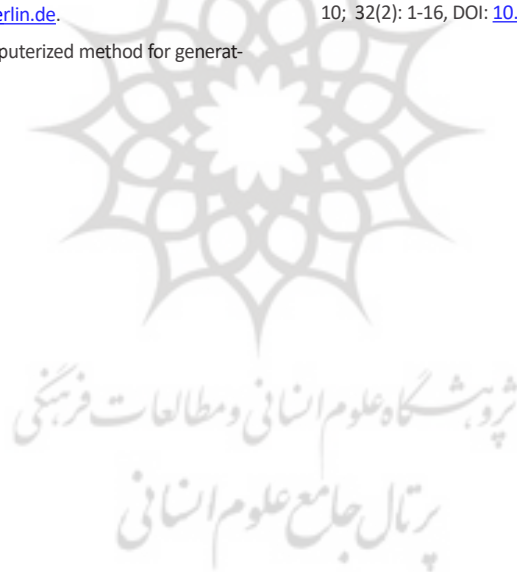 erlin.de.
10; 32(2): 1-16, DOI: 10.
puterized method for generat-
پژوهشگاه علوم انسانی و مطالعات فرهنگی
پرتال جامع علوم انسانی